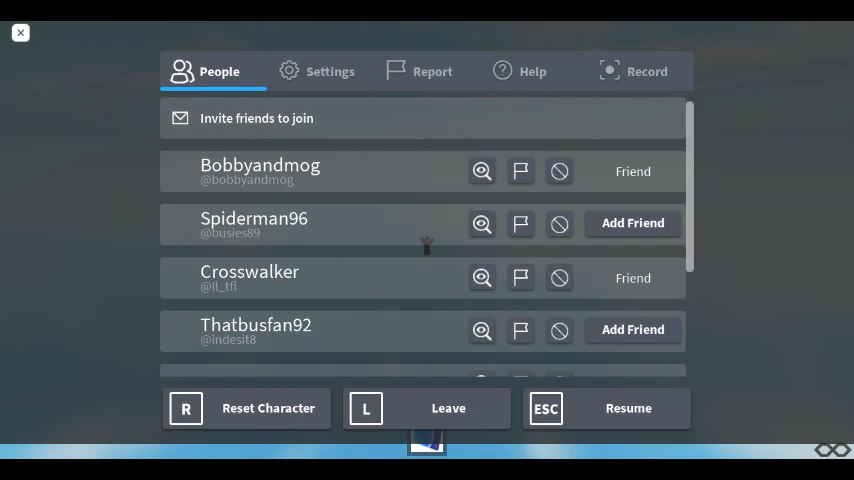 People
Settings
Report
Help
Record
Invite friends to join
Bobbyandmog
@bobbyandmog
Friend
Spiderman96
@busies89
Add Friend
Crosswalker
@II_tfl
Friend
Thatbusfan92
@indesit8
Add Friend
R
Reset Character
L
Leave
ESC
Resume